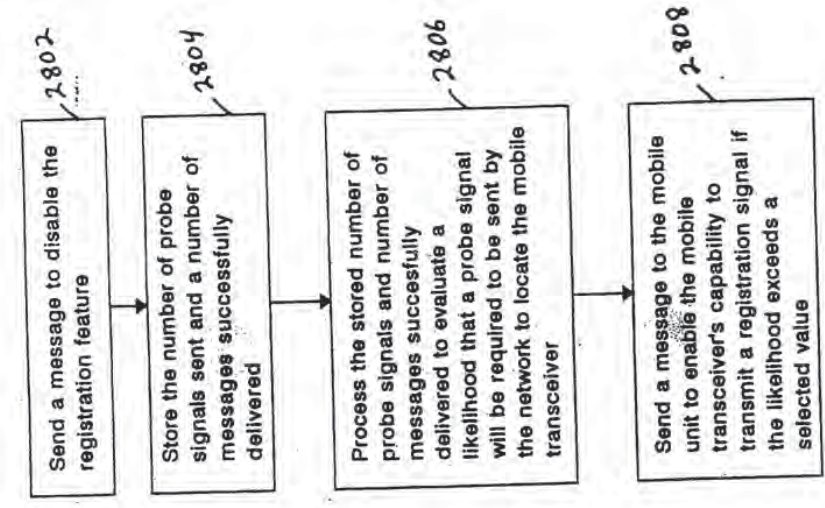 2802
Send a message to disable the
registration feature
2804
Store the number of probe
signals sent and a number of
messages successfully
delivered
2806
Process the stored number of
probe signals and number of
messages succesfully
delivered to evaluate a
likelihood that a probe signal
will be required to be sent by
the network to locate the mobile
transceiver
2808
Send a message to the mobile
unit to enable the mobile
transceiver's capability to
transmit a registration signal if
the likelihood exceeds a
selected value